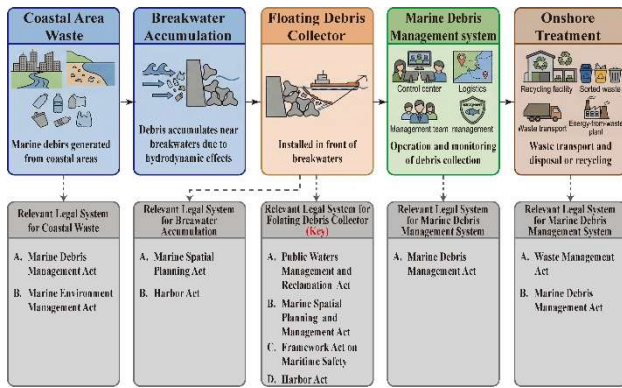 Coastal Area
Waste
Marine debirs generated
from coastal areas
Breakwater
Accumulation
Debris accumulates near
breakwaters due to
hydrodynamic effects
Floating Debris
Collector
Installed in front of
breakwaters
Marine Debris
Management system
Control center
Logistics
Management team
management
Operation and monitoring
of debris collection
Onshore
Treatment
Recycling facility
Sorted waste
Waste transport
Energy-from-waste
plant
Waste transport and
disposal or recycling
Relevant Legal System
for Coastal Waste
A. Marine Debris
Management Act
B. Marine Environment
Management Act
Relevant Legal System
for Breawater
Accumulation
A. Marine Spatial
Planning Act
B. Harbor Act
Relevant Legal System for
Folating Debris Collector
(Key)
A. Public Waters
Management and
Reclamation Act
B. Marine Spatial
Planning and
Management Act
C. Framework Act on
Maritime Safety
D. Harbor Act
Relevant Legal System
for Marine Debris
Management System
A. Marine Debris
Management Act
Relevant Legal System
for Marine Debris
Management System
A. Waste Management
Act
B. Marine Debris
Management Act